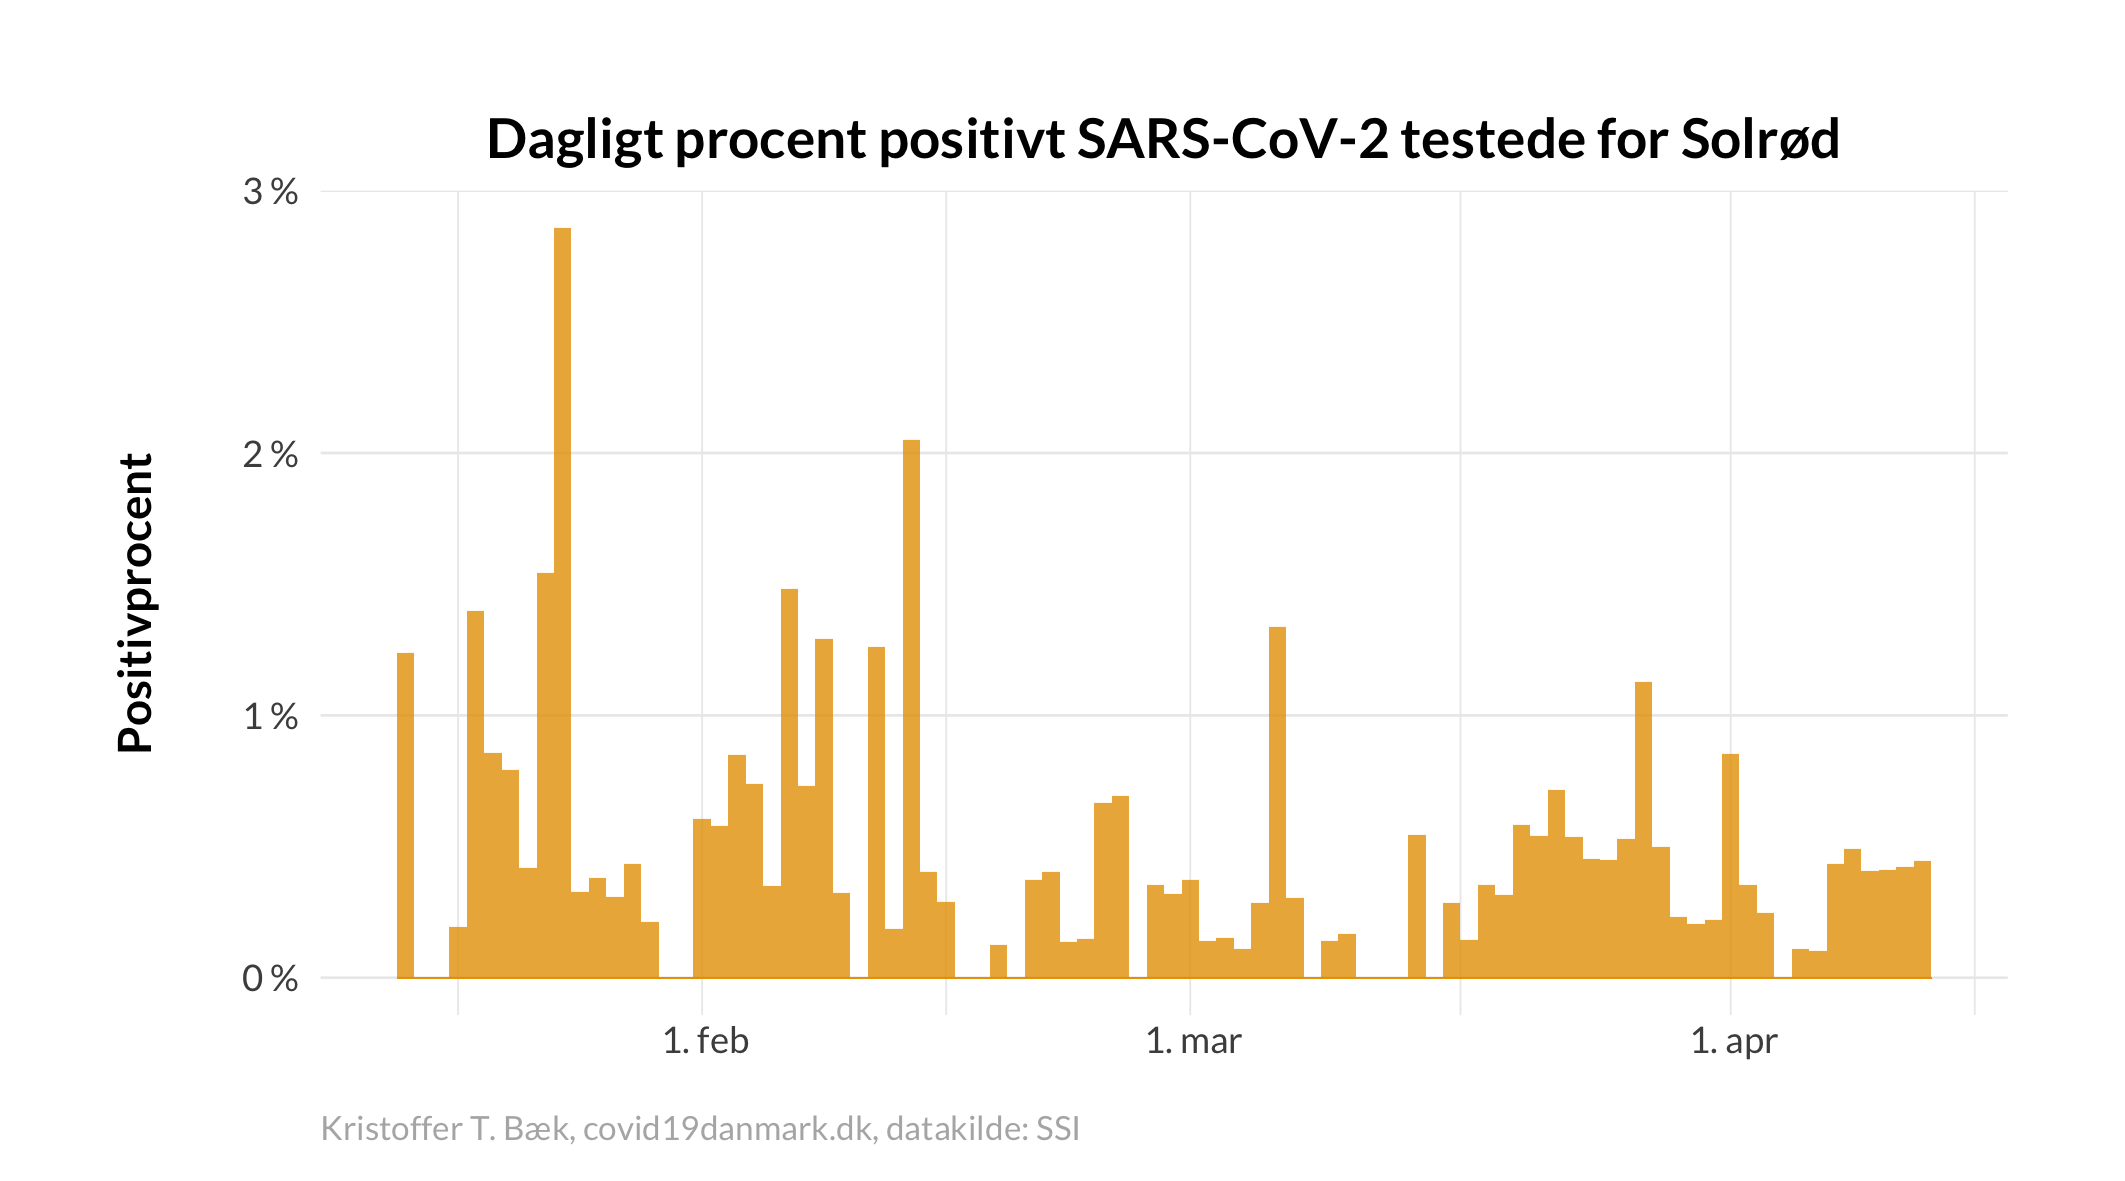 Dagligt procent positivt SARS-CoV-2 testede for Solrød
Positivprocent
3 %
2 %
1 %
0 %
1. feb
1. mar
1. apr
Kristoffer T. Bæk, covid19danmark.dk, datakilde: SSI